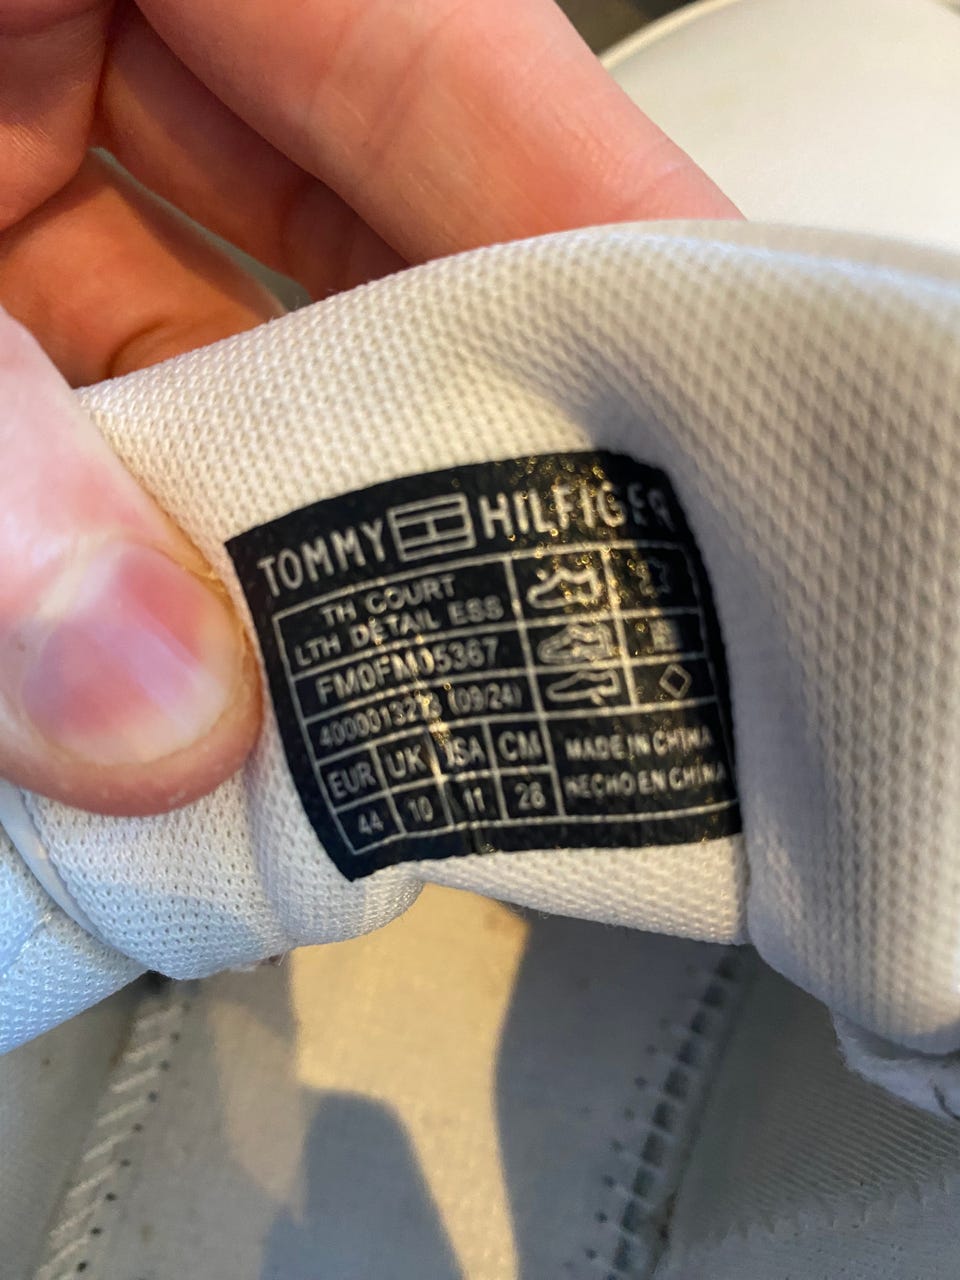 TOMMY HILFIGER
TH COURT
LTH DETAIL ESS
FM0FM05367
(09/24)
EUR UK USA CM
44 10 11 28
MADE IN CHINA
HECHO EN CHINA